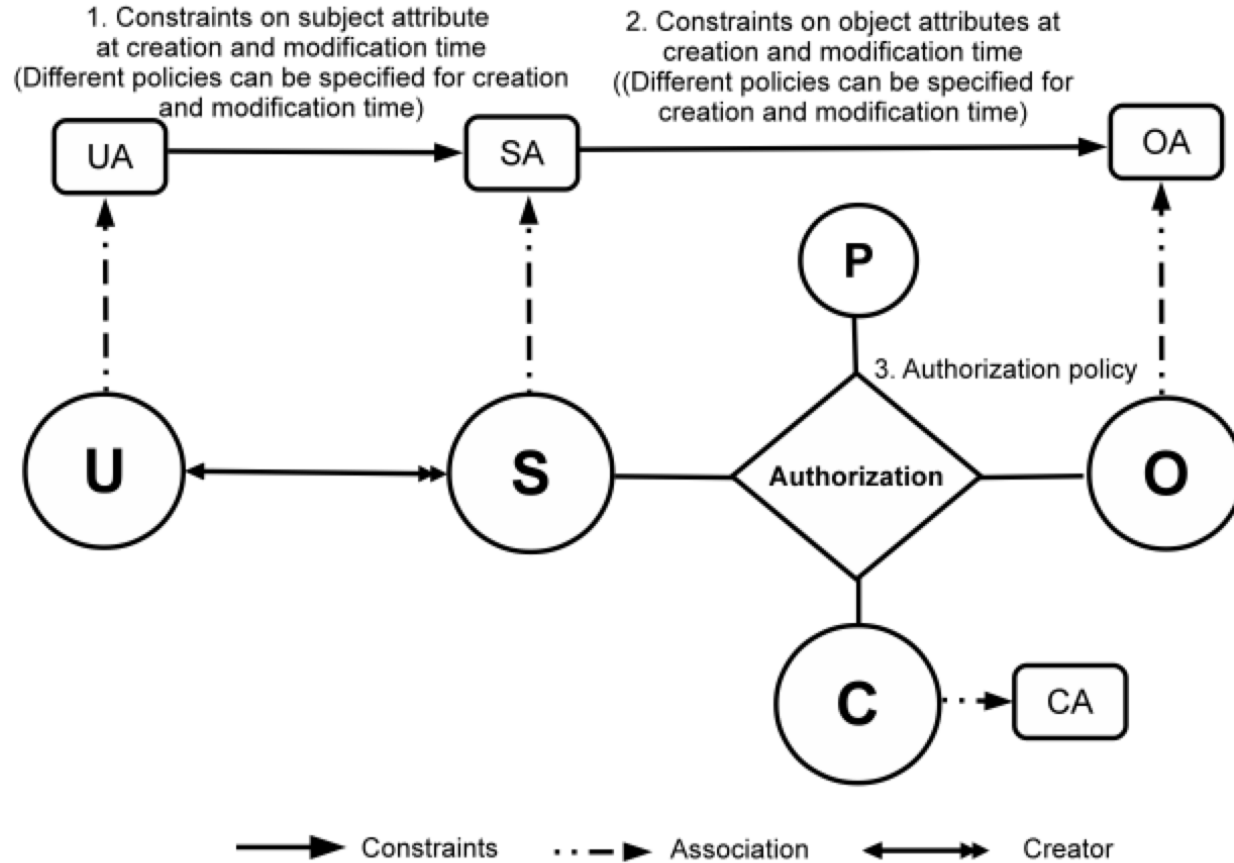 1. Constraints on subject attribute
at creation and modification time
(Different policies can be specified for creation
and modification time)
2. Constraints on object attributes at
creation and modification time
((Different policies can be specified for
creation and modification time)
UA
SA
OA
P
3. Authorization policy
U
S
Authorization
O
C
CA
Constraints
Association
Creator